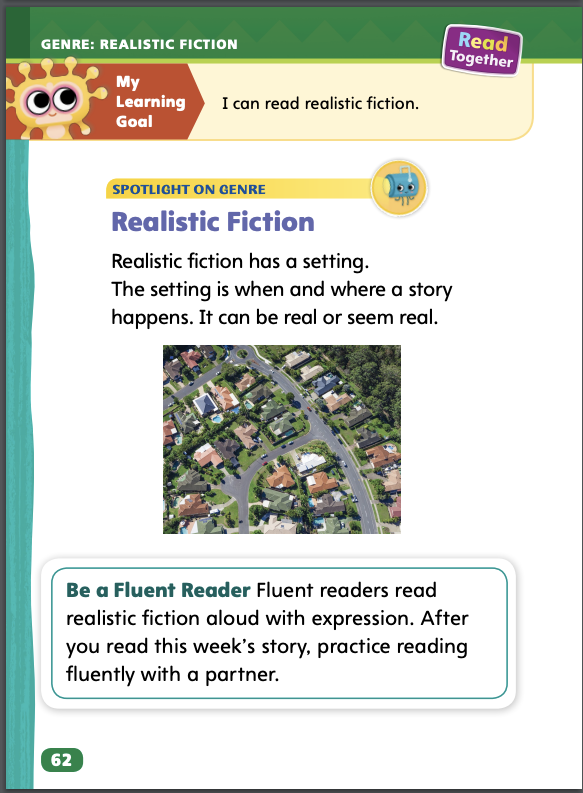 GENRE: REALISTIC FICTION
Read
Together
My
Learning
Goal
I can read realistic fiction.
SPOTLIGHT ON GENRE
Realistic Fiction
Realistic fiction has a setting.
The setting is when and where a story
happens. It can be real or seem real.
Be a Fluent Reader Fluent readers read
realistic fiction aloud with expression. After
you read this week’s story, practice reading
fluently with a partner.
62